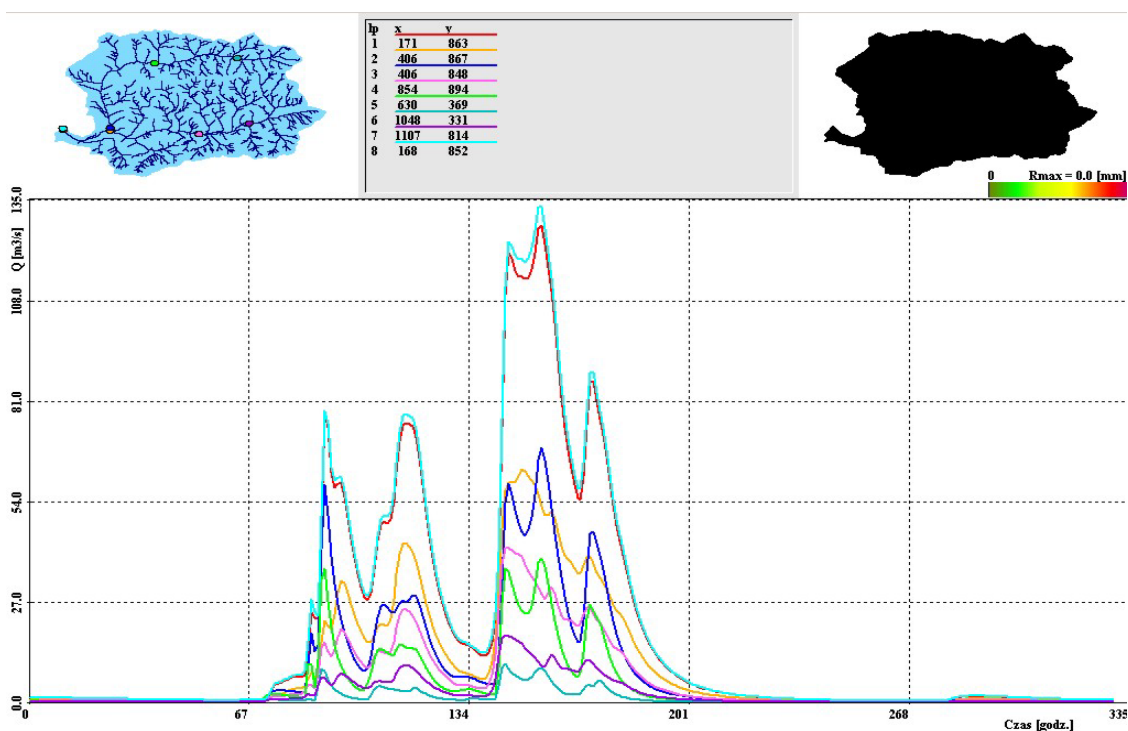 lp x y
1 171 863
2 406 867
3 406 848
4 854 894
5 630 369
6 1048 331
7 1107 814
8 168 852
0 Rmax = 0.0 [mm]
Q [m3/s]
135.0
108.0
81.0
54.0
27.0
0.0
0 67 134 201 268 335
Czas [godz.]